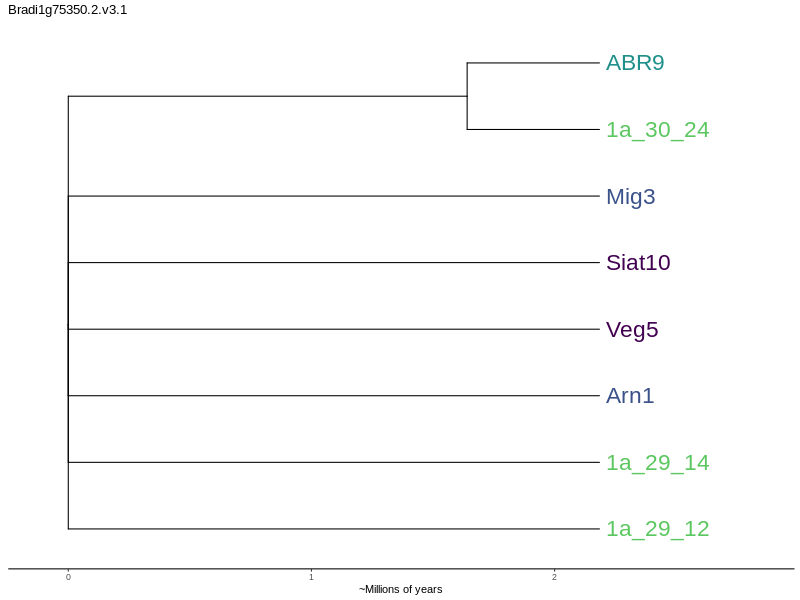 Bradi1g75350.2.v3.1
ABR9
1a_30_24
Mig3
Siat10
Veg5
Arn1
1a_29_14
1a_29_12
0 1 2
~Millions of years